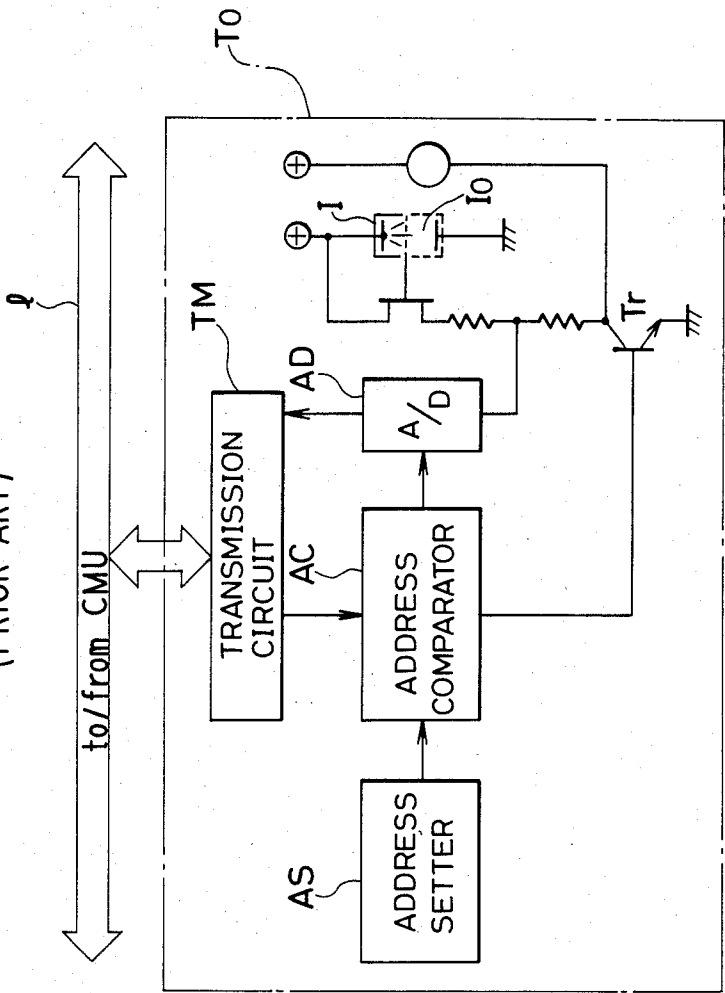 (PRIOR ART)
ℓ
to/from CMU
TO
TM
TRANSMISSION
CIRCUIT
I
IO
AD
A/D
AC
ADDRESS
COMPARATOR
Tr
AS
ADDRESS
SETTER